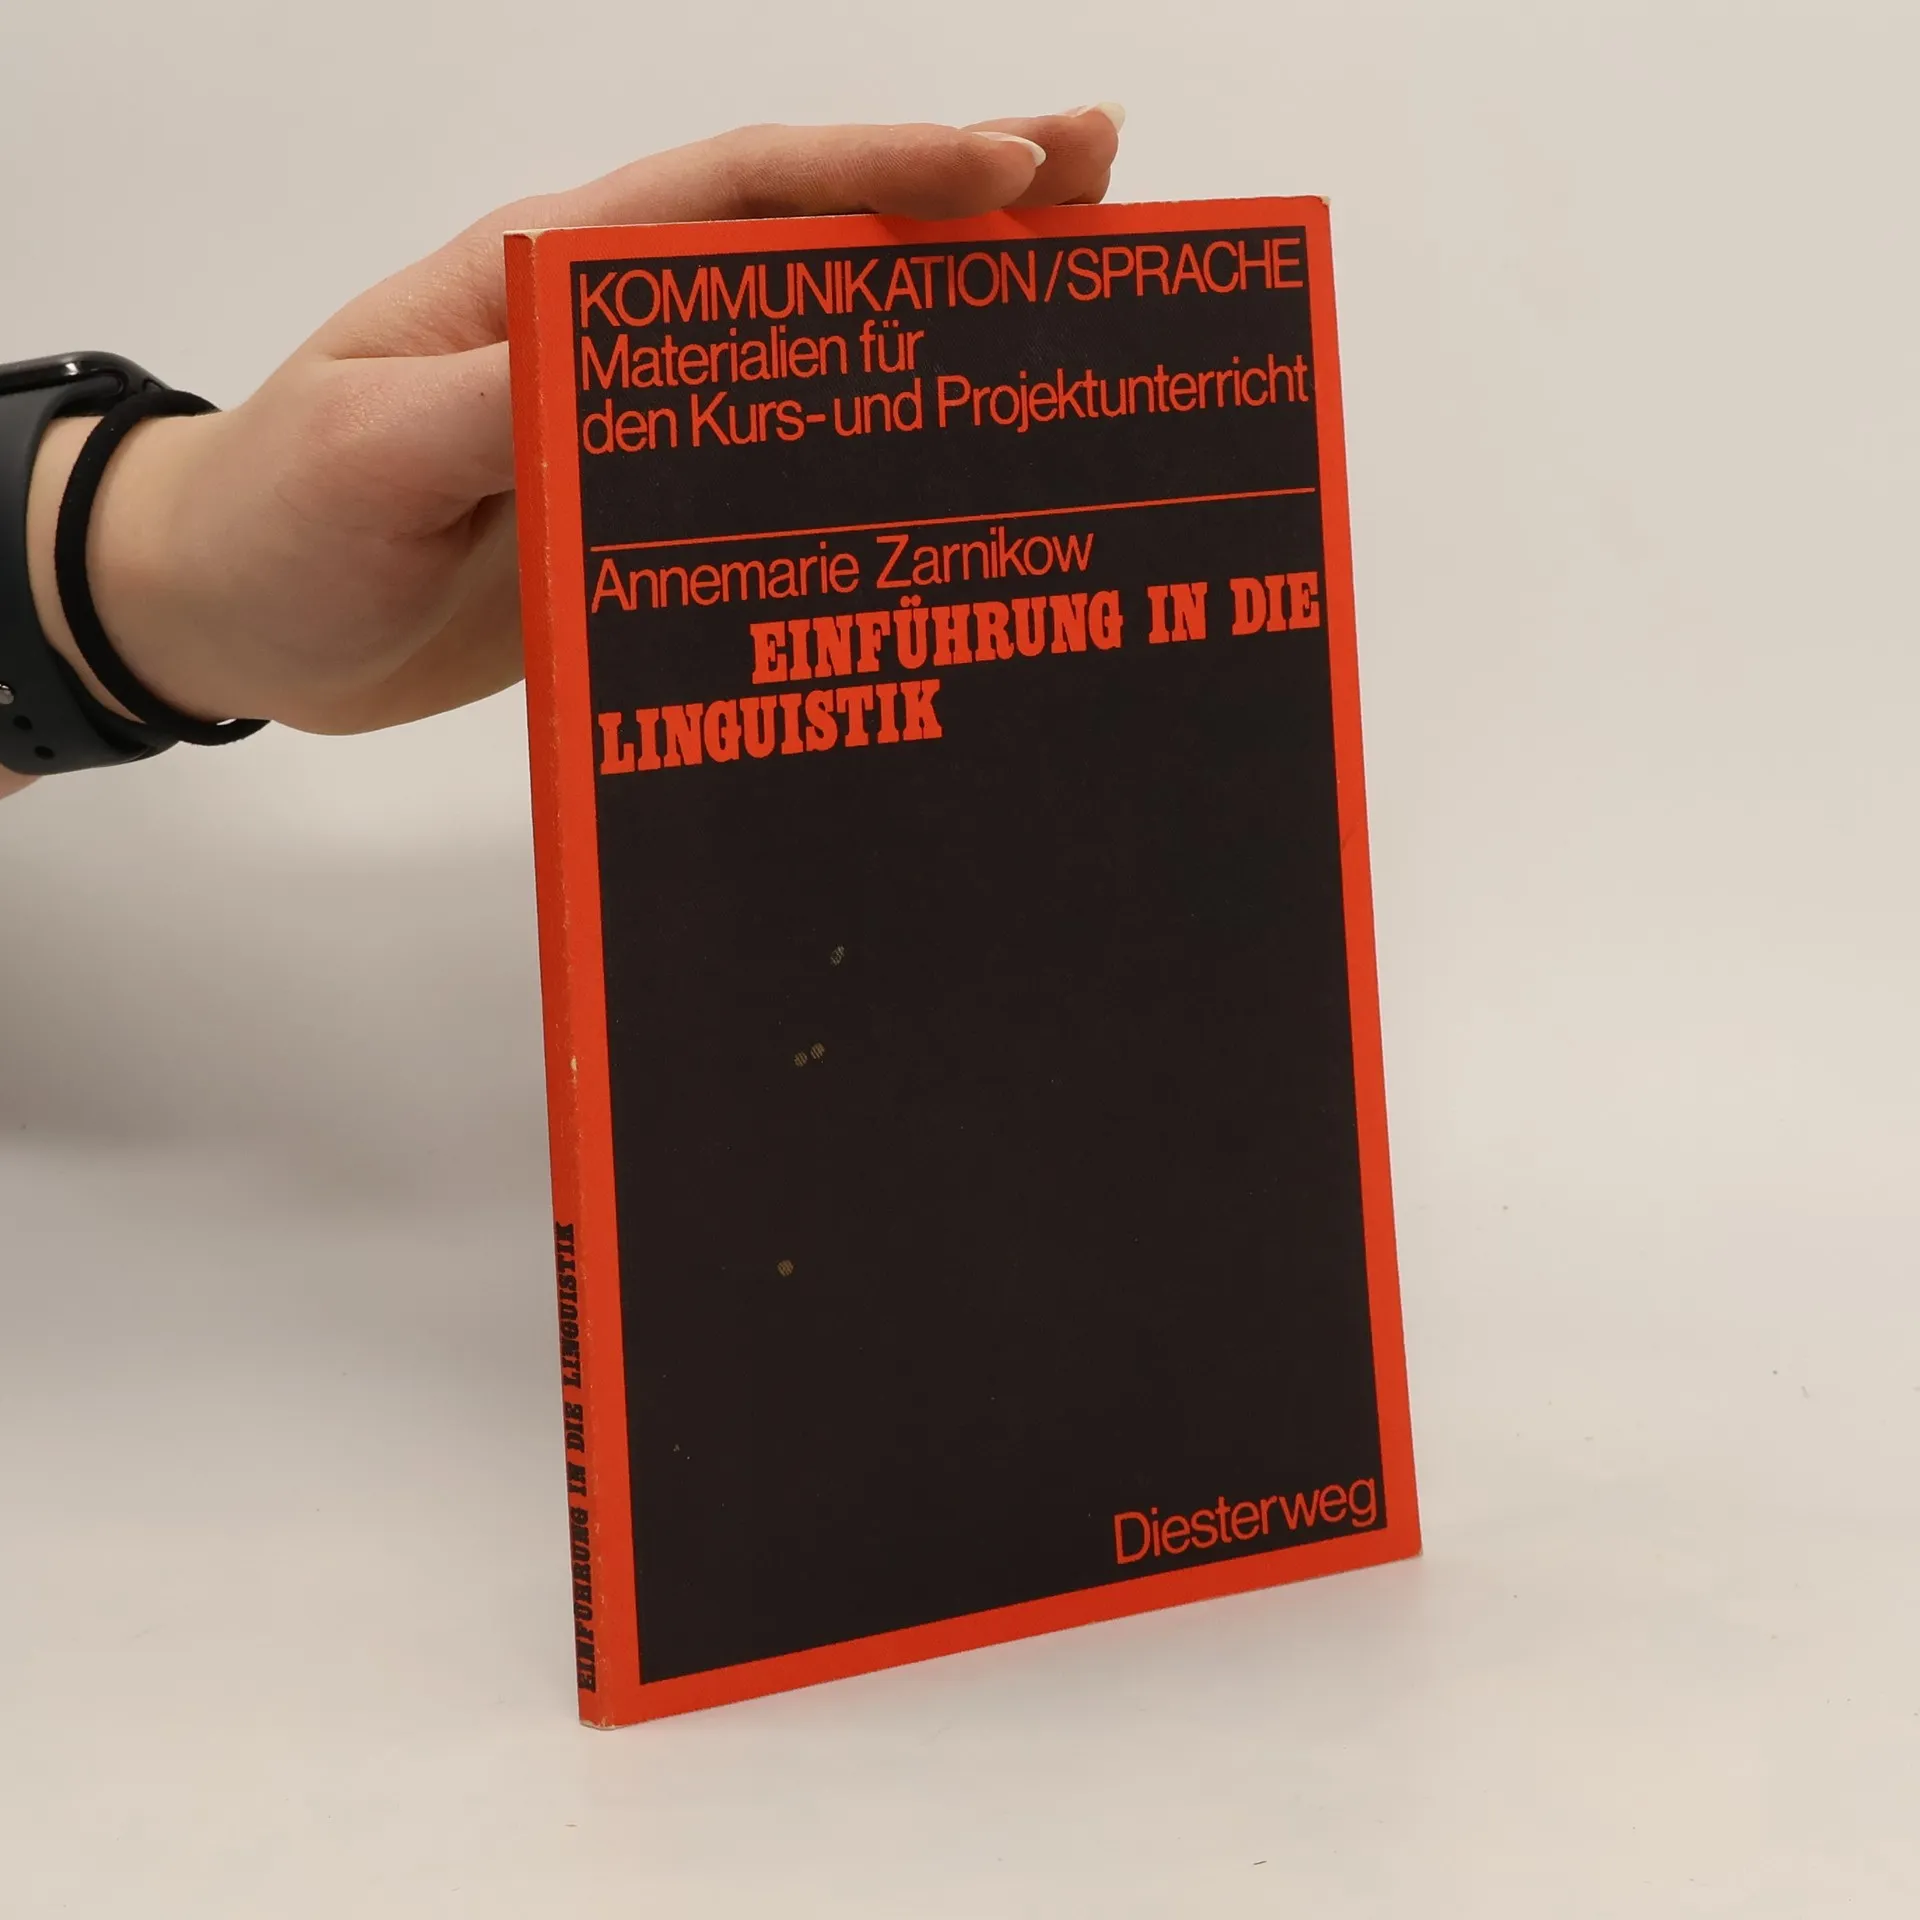 KOMMUNIKATION/SPRACHE
Materialien für
den Kurs- und Projektunterricht
Annemarie Zarnikow
EINFÜHRUNG IN DIE
LINGUISTIK
Diesterweg
EINFÜHRUNG IN DIE LINGUISTIK